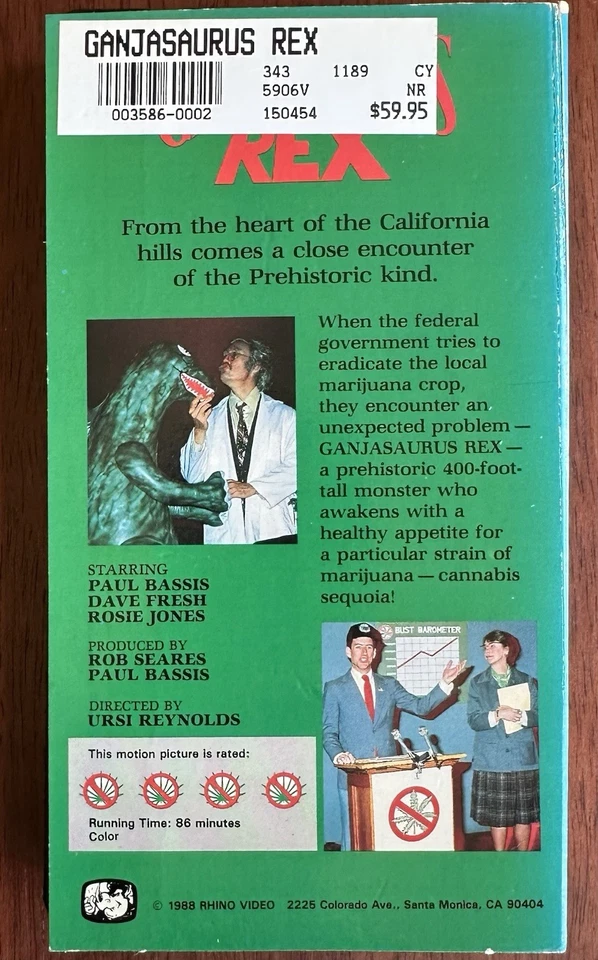 GANJASAURUS REX
343 1189 CY
5906V NR
003586-0002 150454 $59.95
REX
From the heart of the California
hills comes a close encounter
of the Prehistoric kind.
When the federal
government tries to
eradicate the local
marijuana crop,
they encounter an
unexpected problem —
GANJASAURUS REX —
a prehistoric 400-foot-
tall monster who
awakens with a
healthy appetite for
a particular strain of
marijuana — cannabis
sequoia!
STARRING
PAUL BASSIS
DAVE FRESH
ROSIE JONES
PRODUCED BY
ROB SEARES
PAUL BASSIS
DIRECTED BY
URSI REYNOLDS
BUST BAROMETER
This motion picture is rated:
Running Time: 86 minutes
Color
© 1988 RHINO VIDEO 2225 Colorado Ave., Santa Monica, CA 90404